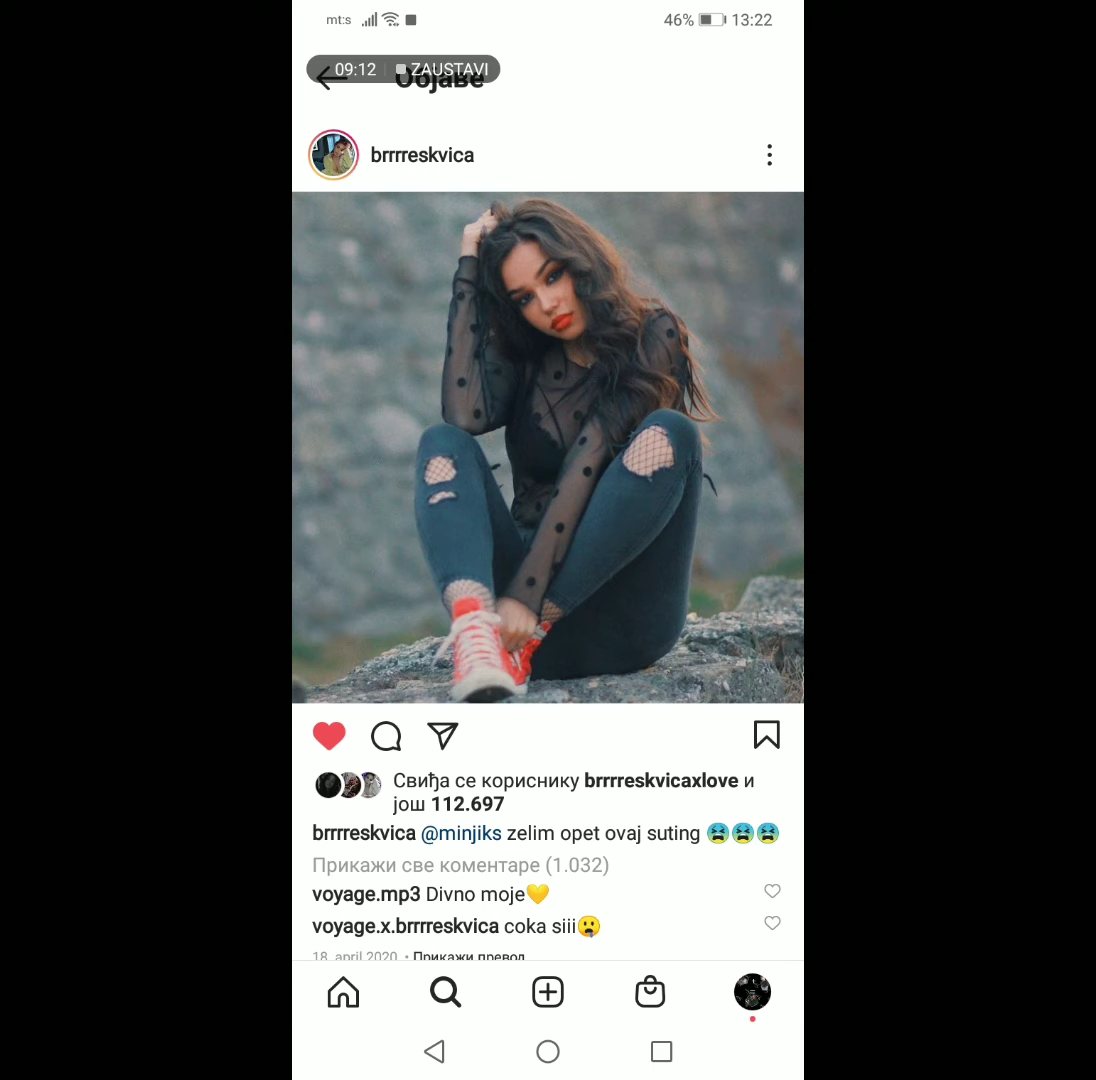 mt:s 46% 13:22
09:12 ZAUSTAVI
Објаве
brrrreskvica
Свиђа се кориснику brrrreskvicaxlove и
још 112.697
brrrreskvica @minjiks zelim opet ovaj suting 😫😫😫
Прикажи све коментаре (1.032)
voyage.mp3 Divno moje💛
voyage.x.brrrreskvica coka siii🤤
18. april 2020. • Прикажи превод